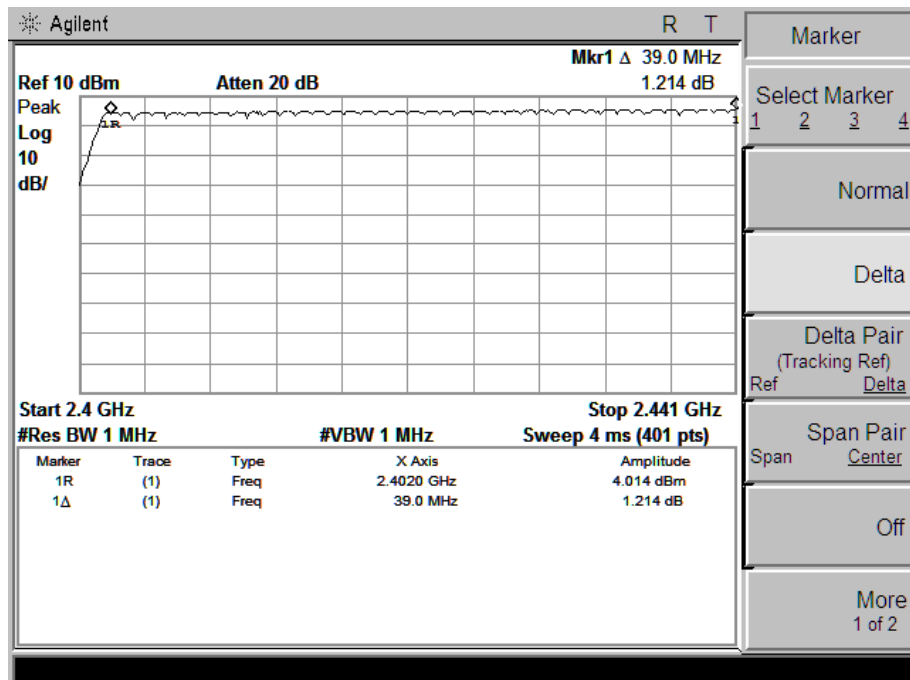 Agilent R T
Mkr1 Δ 39.0 MHz
Ref 10 dBm Atten 20 dB 1.214 dB
Peak
Log
10
dB/
1R
1
Start 2.4 GHz Stop 2.441 GHz
#Res BW 1 MHz #VBW 1 MHz Sweep 4 ms (401 pts)
Marker Trace Type X Axis Amplitude
1R (1) Freq 2.4020 GHz 4.014 dBm
1Δ (1) Freq 39.0 MHz 1.214 dB
Marker
Select Marker
1 2 3 4
Normal
Delta
Delta Pair
(Tracking Ref)
Ref Delta
Span Pair
Span Center
Off
More
1 of 2